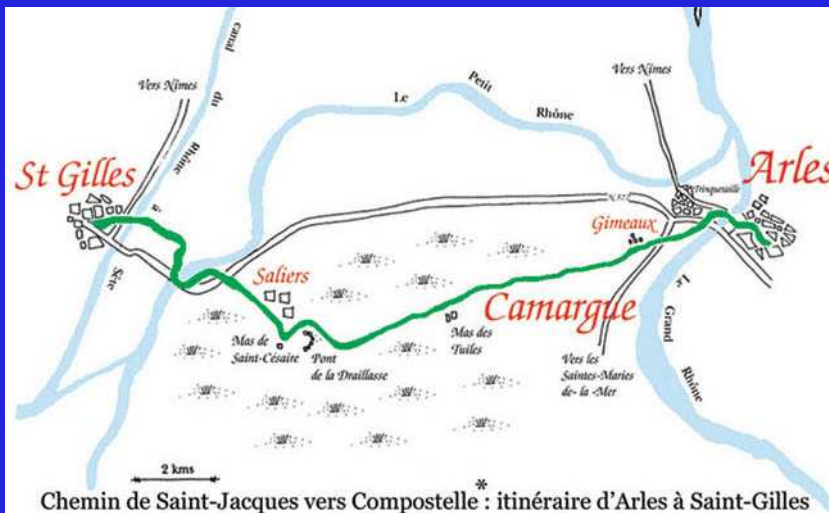 Vers Nîmes
canal du Rhône à Sète
Le Petit Rhône
Vers Nîmes
St Gilles
Arles
Trinquetaille
Gimeaux
Saliers
Camargue
Mas de
Saint-Césaire
Pont
de la Draillasse
Mas des
Tuiles
Vers les
Saintes-Maries
de-la-Mer
Le Grand Rhône
2 kms
Chemin de Saint-Jacques vers Compostelle* : itinéraire d'Arles à Saint-Gilles